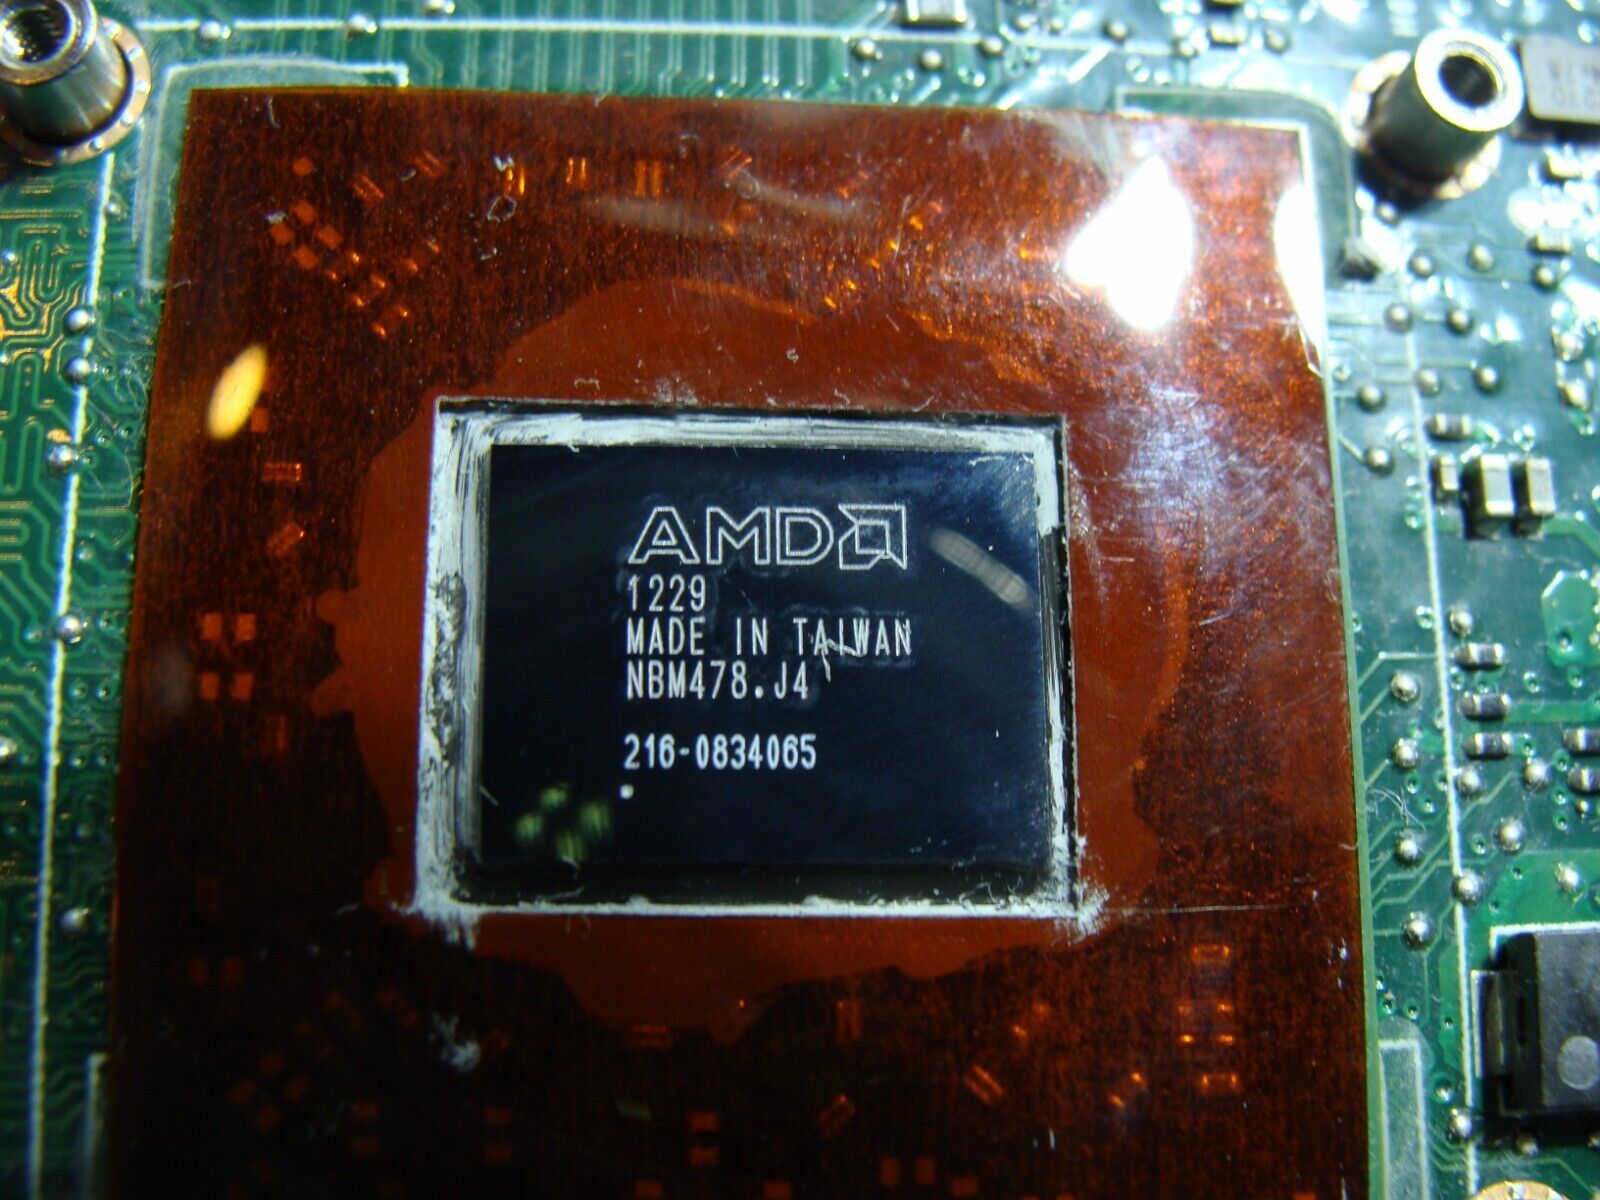 AMD
1229
MADE IN TAIWAN
NBM478.J4
216-0834065